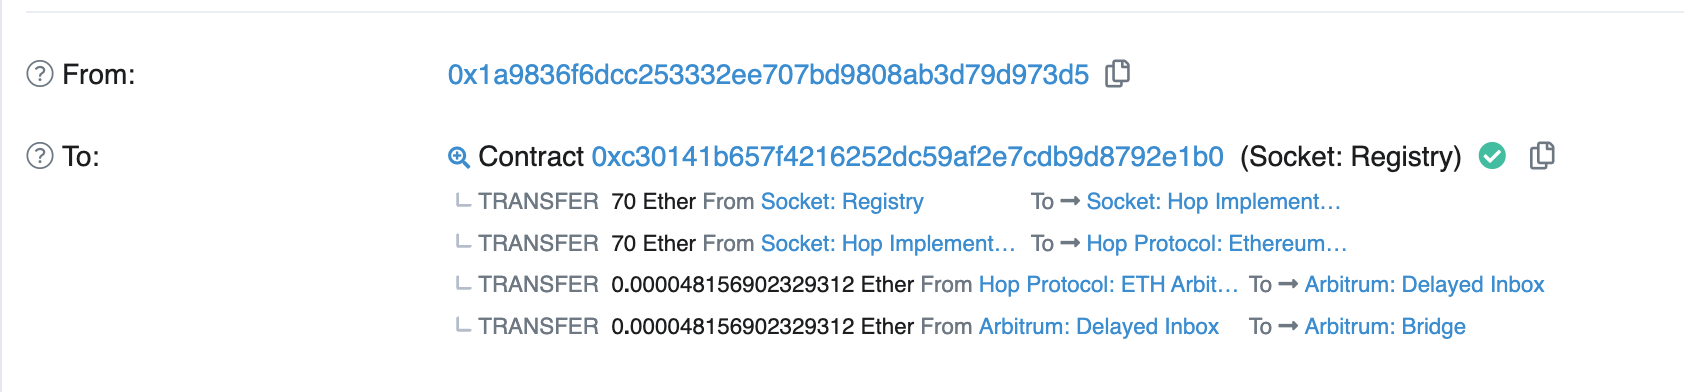 ? From: 0x1a9836f6dcc253332ee707bd9808ab3d79d973d5
? To: Contract 0xc30141b657f4216252dc59af2e7cdb9d8792e1b0 (Socket: Registry)
TRANSFER 70 Ether From Socket: Registry To → Socket: Hop Implement...
TRANSFER 70 Ether From Socket: Hop Implement... To → Hop Protocol: Ethereum...
TRANSFER 0.000048156902329312 Ether From Hop Protocol: ETH Arbit... To → Arbitrum: Delayed Inbox
TRANSFER 0.000048156902329312 Ether From Arbitrum: Delayed Inbox To → Arbitrum: Bridge